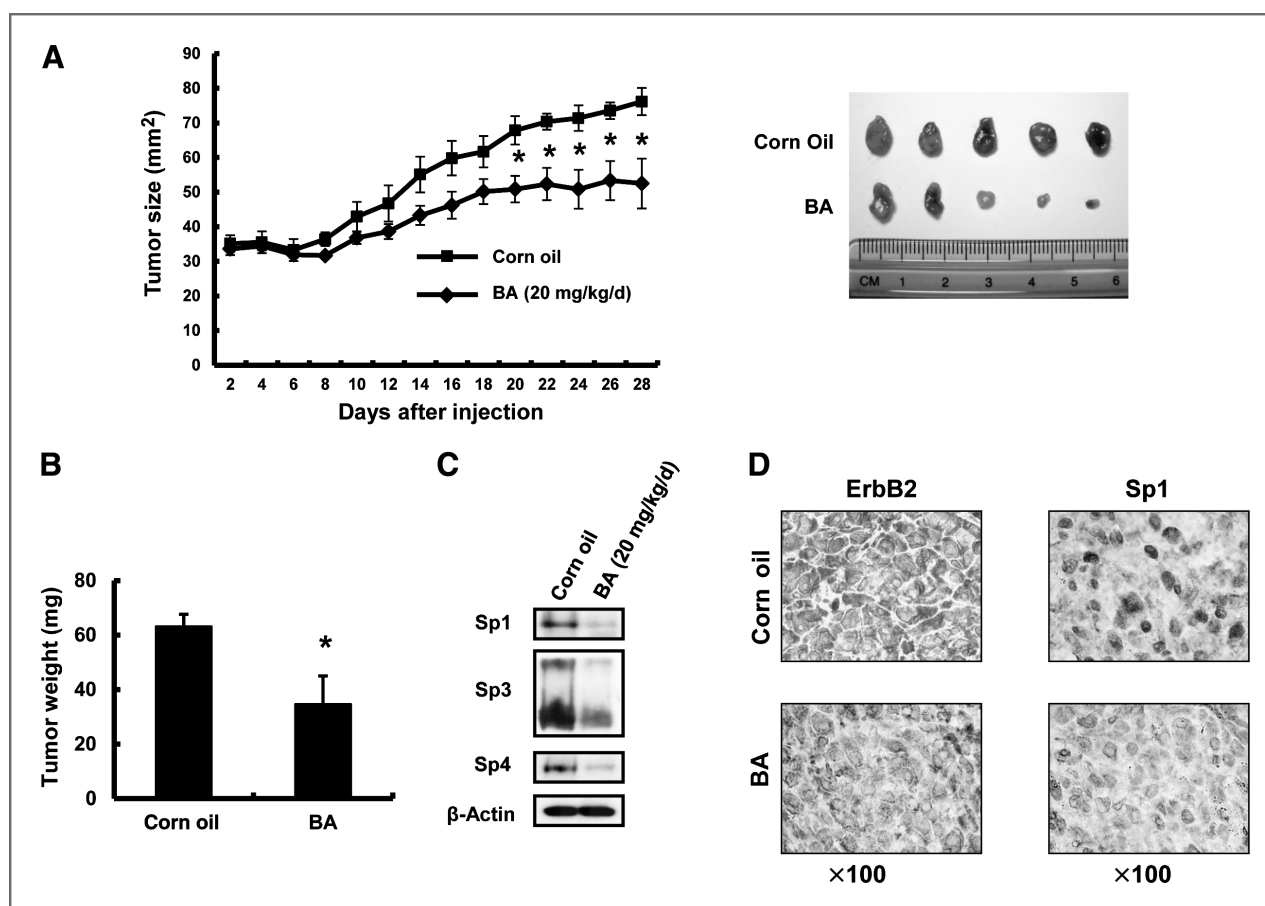 A
90
80
70
60
50
40
30
20
10
0
Tumor size (mm²)
* * * * *
Corn oil
BA (20 mg/kg/d)
2 4 6 8 10 12 14 16 18 20 22 24 26 28
Days after injection
Corn Oil
BA
CM 1 2 3 4 5 6
B
80
60
40
20
0
Tumor weight (mg)
*
Corn oil BA
C
Corn oil
BA (20 mg/kg/d)
Sp1
Sp3
Sp4
β-Actin
D
ErbB2 Sp1
Corn oil
BA
×100 ×100